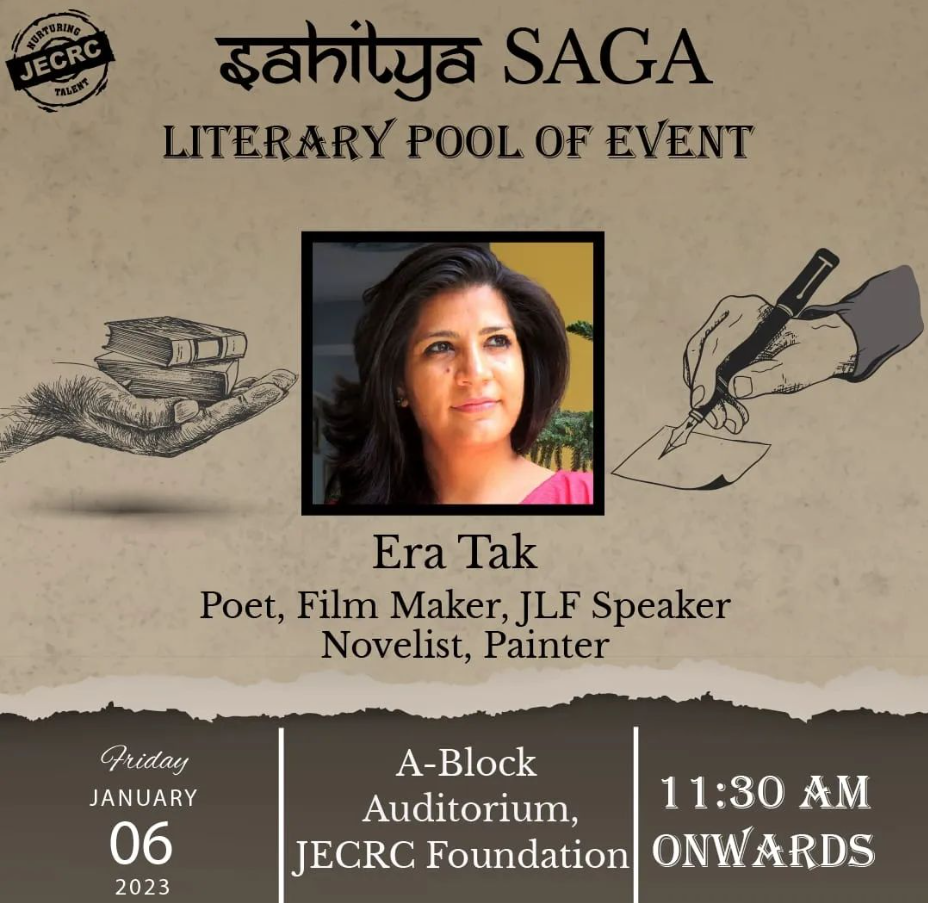 NURTURING
JECRC
TALENT
sahitya SAGA
LITERARY POOL OF EVENT
Era Tak
Poet, Film Maker, JLF Speaker
Novelist, Painter
Friday
JANUARY
06
2023
A-Block
Auditorium,
JECRC Foundation
11:30 AM
ONWARDS